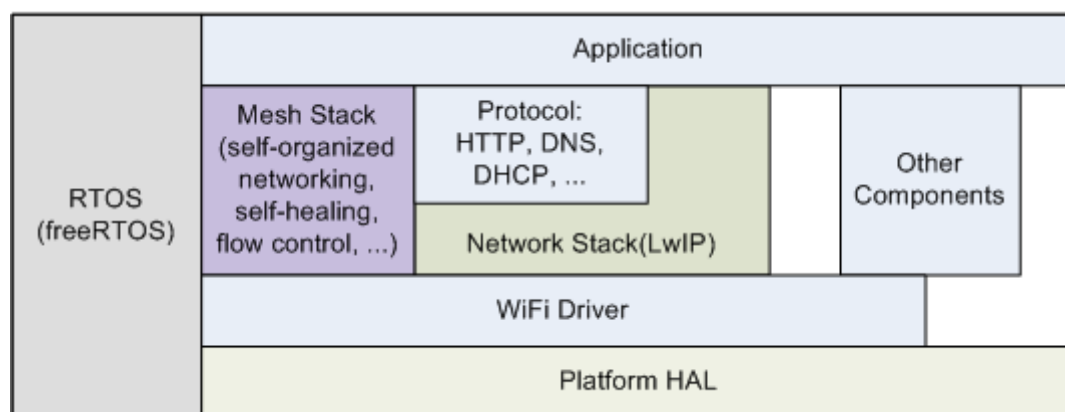 Application
RTOS
(freeRTOS)
Mesh Stack
(self-organized
networking,
self-healing,
flow control, ...)
Protocol:
HTTP, DNS,
DHCP, ...
Network Stack(LwIP)
Other
Components
WiFi Driver
Platform HAL